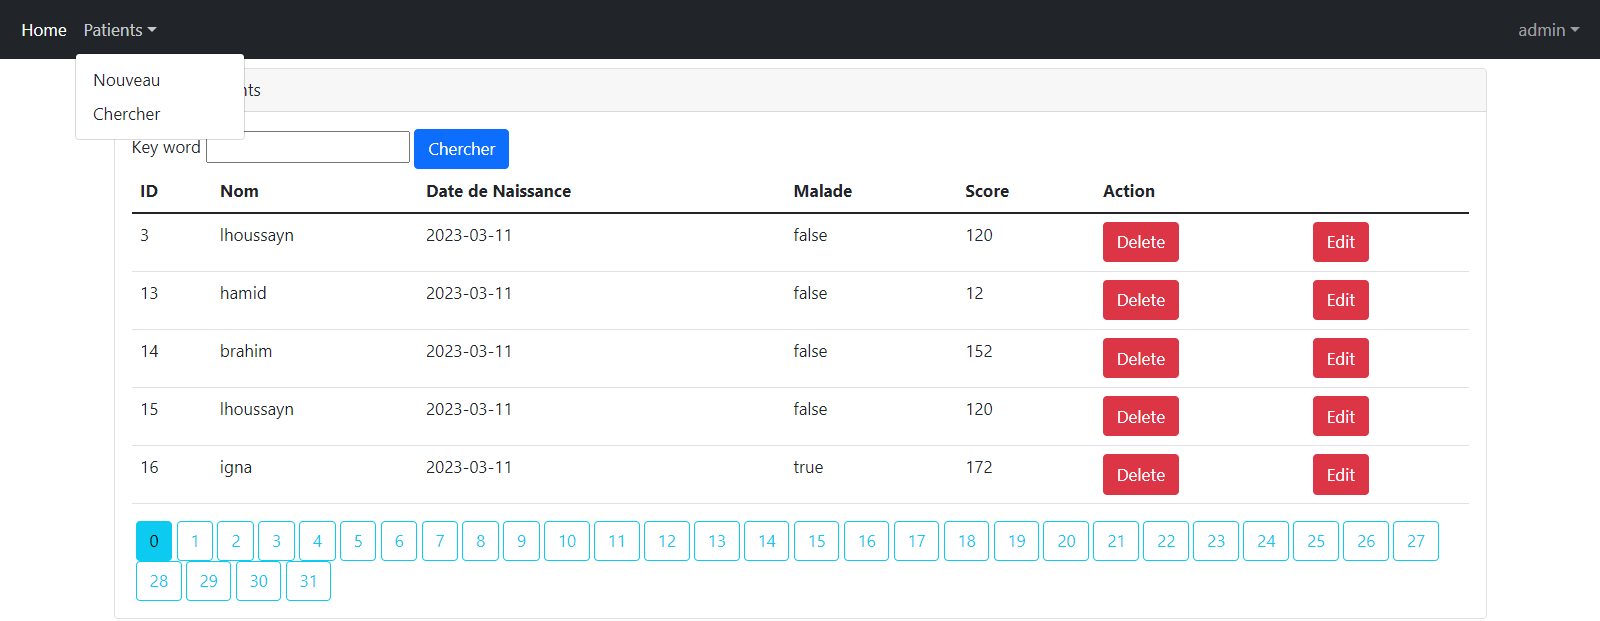 Home Patients admin
Nouveau
nts
Chercher
Key word Chercher
ID Nom Date de Naissance Malade Score Action
3 lhoussayn 2023-03-11 false 120 Delete Edit
13 hamid 2023-03-11 false 12 Delete Edit
14 brahim 2023-03-11 false 152 Delete Edit
15 lhoussayn 2023-03-11 false 120 Delete Edit
16 igna 2023-03-11 true 172 Delete Edit
0 1 2 3 4 5 6 7 8 9 10 11 12 13 14 15 16 17 18 19 20 21 22 23 24 25 26 27
28 29 30 31